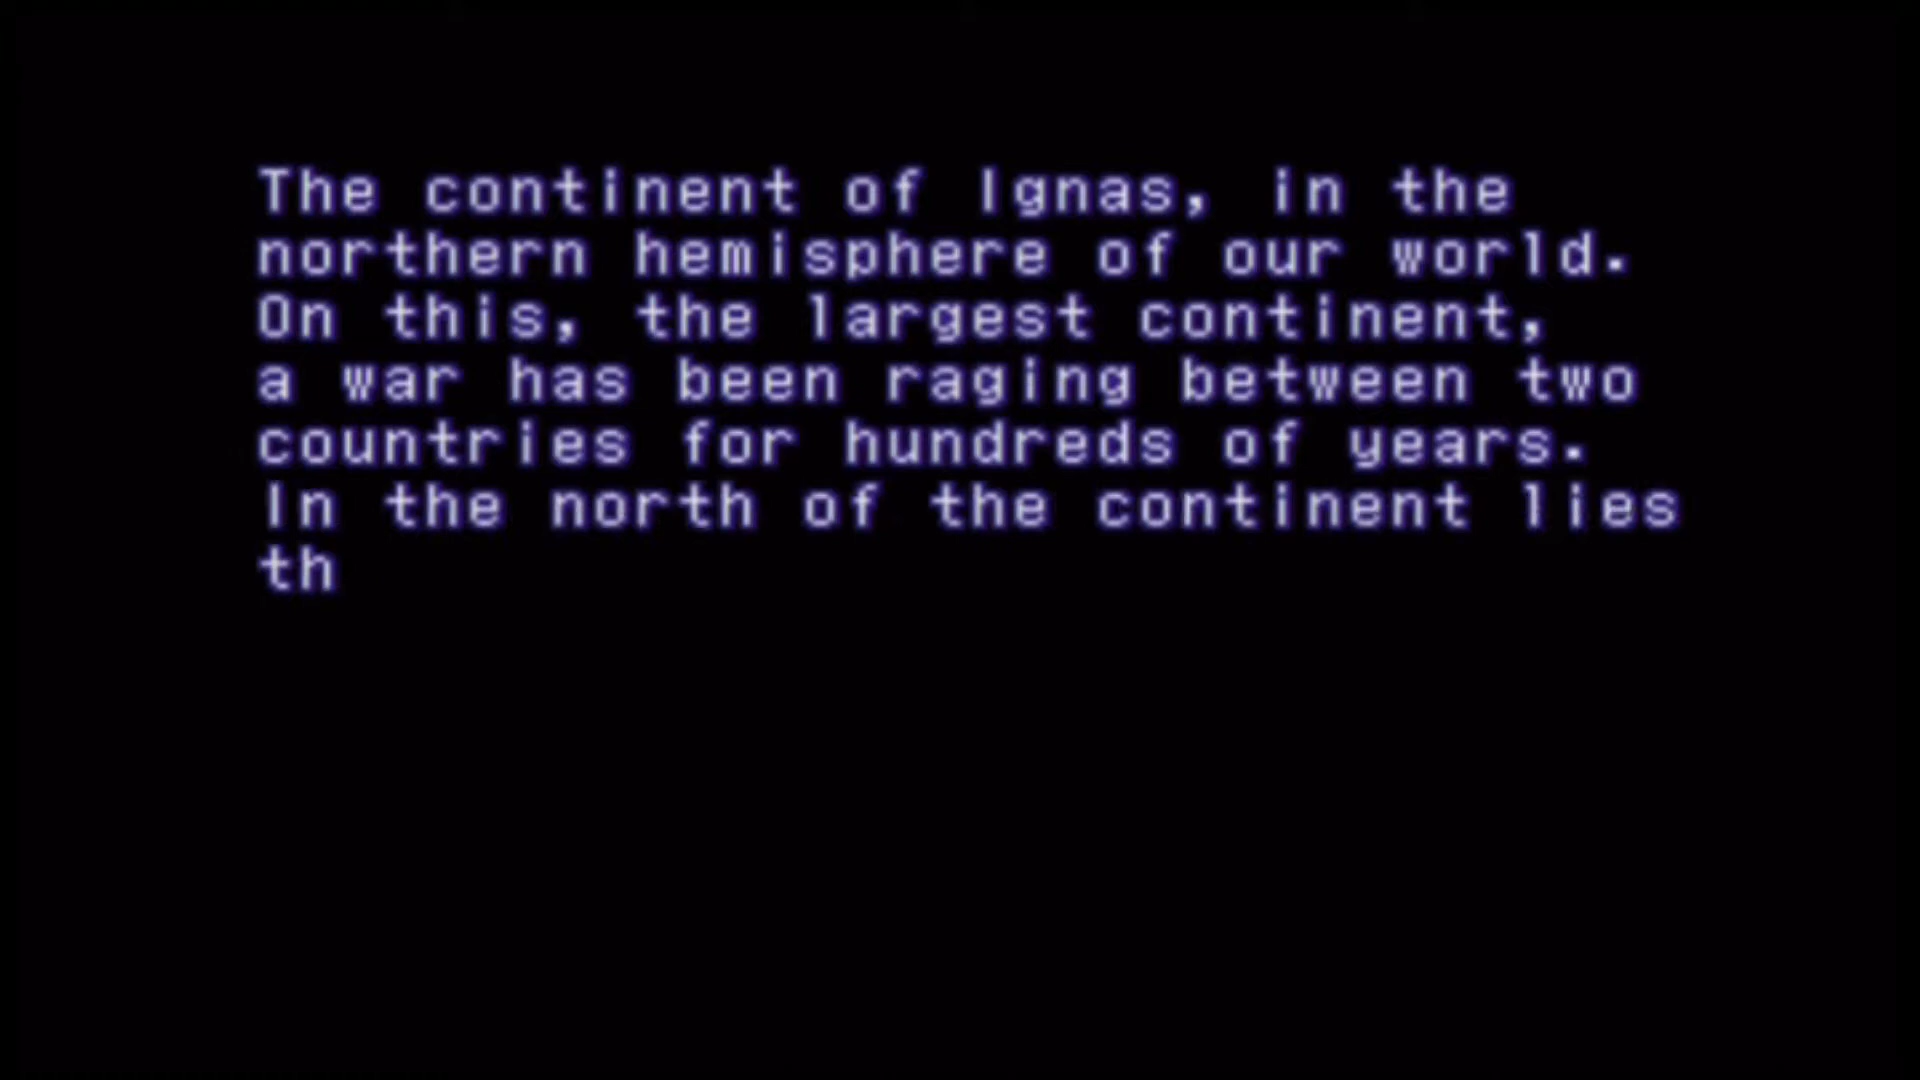 The continent of Ignas, in the
northern hemisphere of our world.
On this, the largest continent,
a war has been raging between two
countries for hundreds of years.
In the north of the continent lies
th